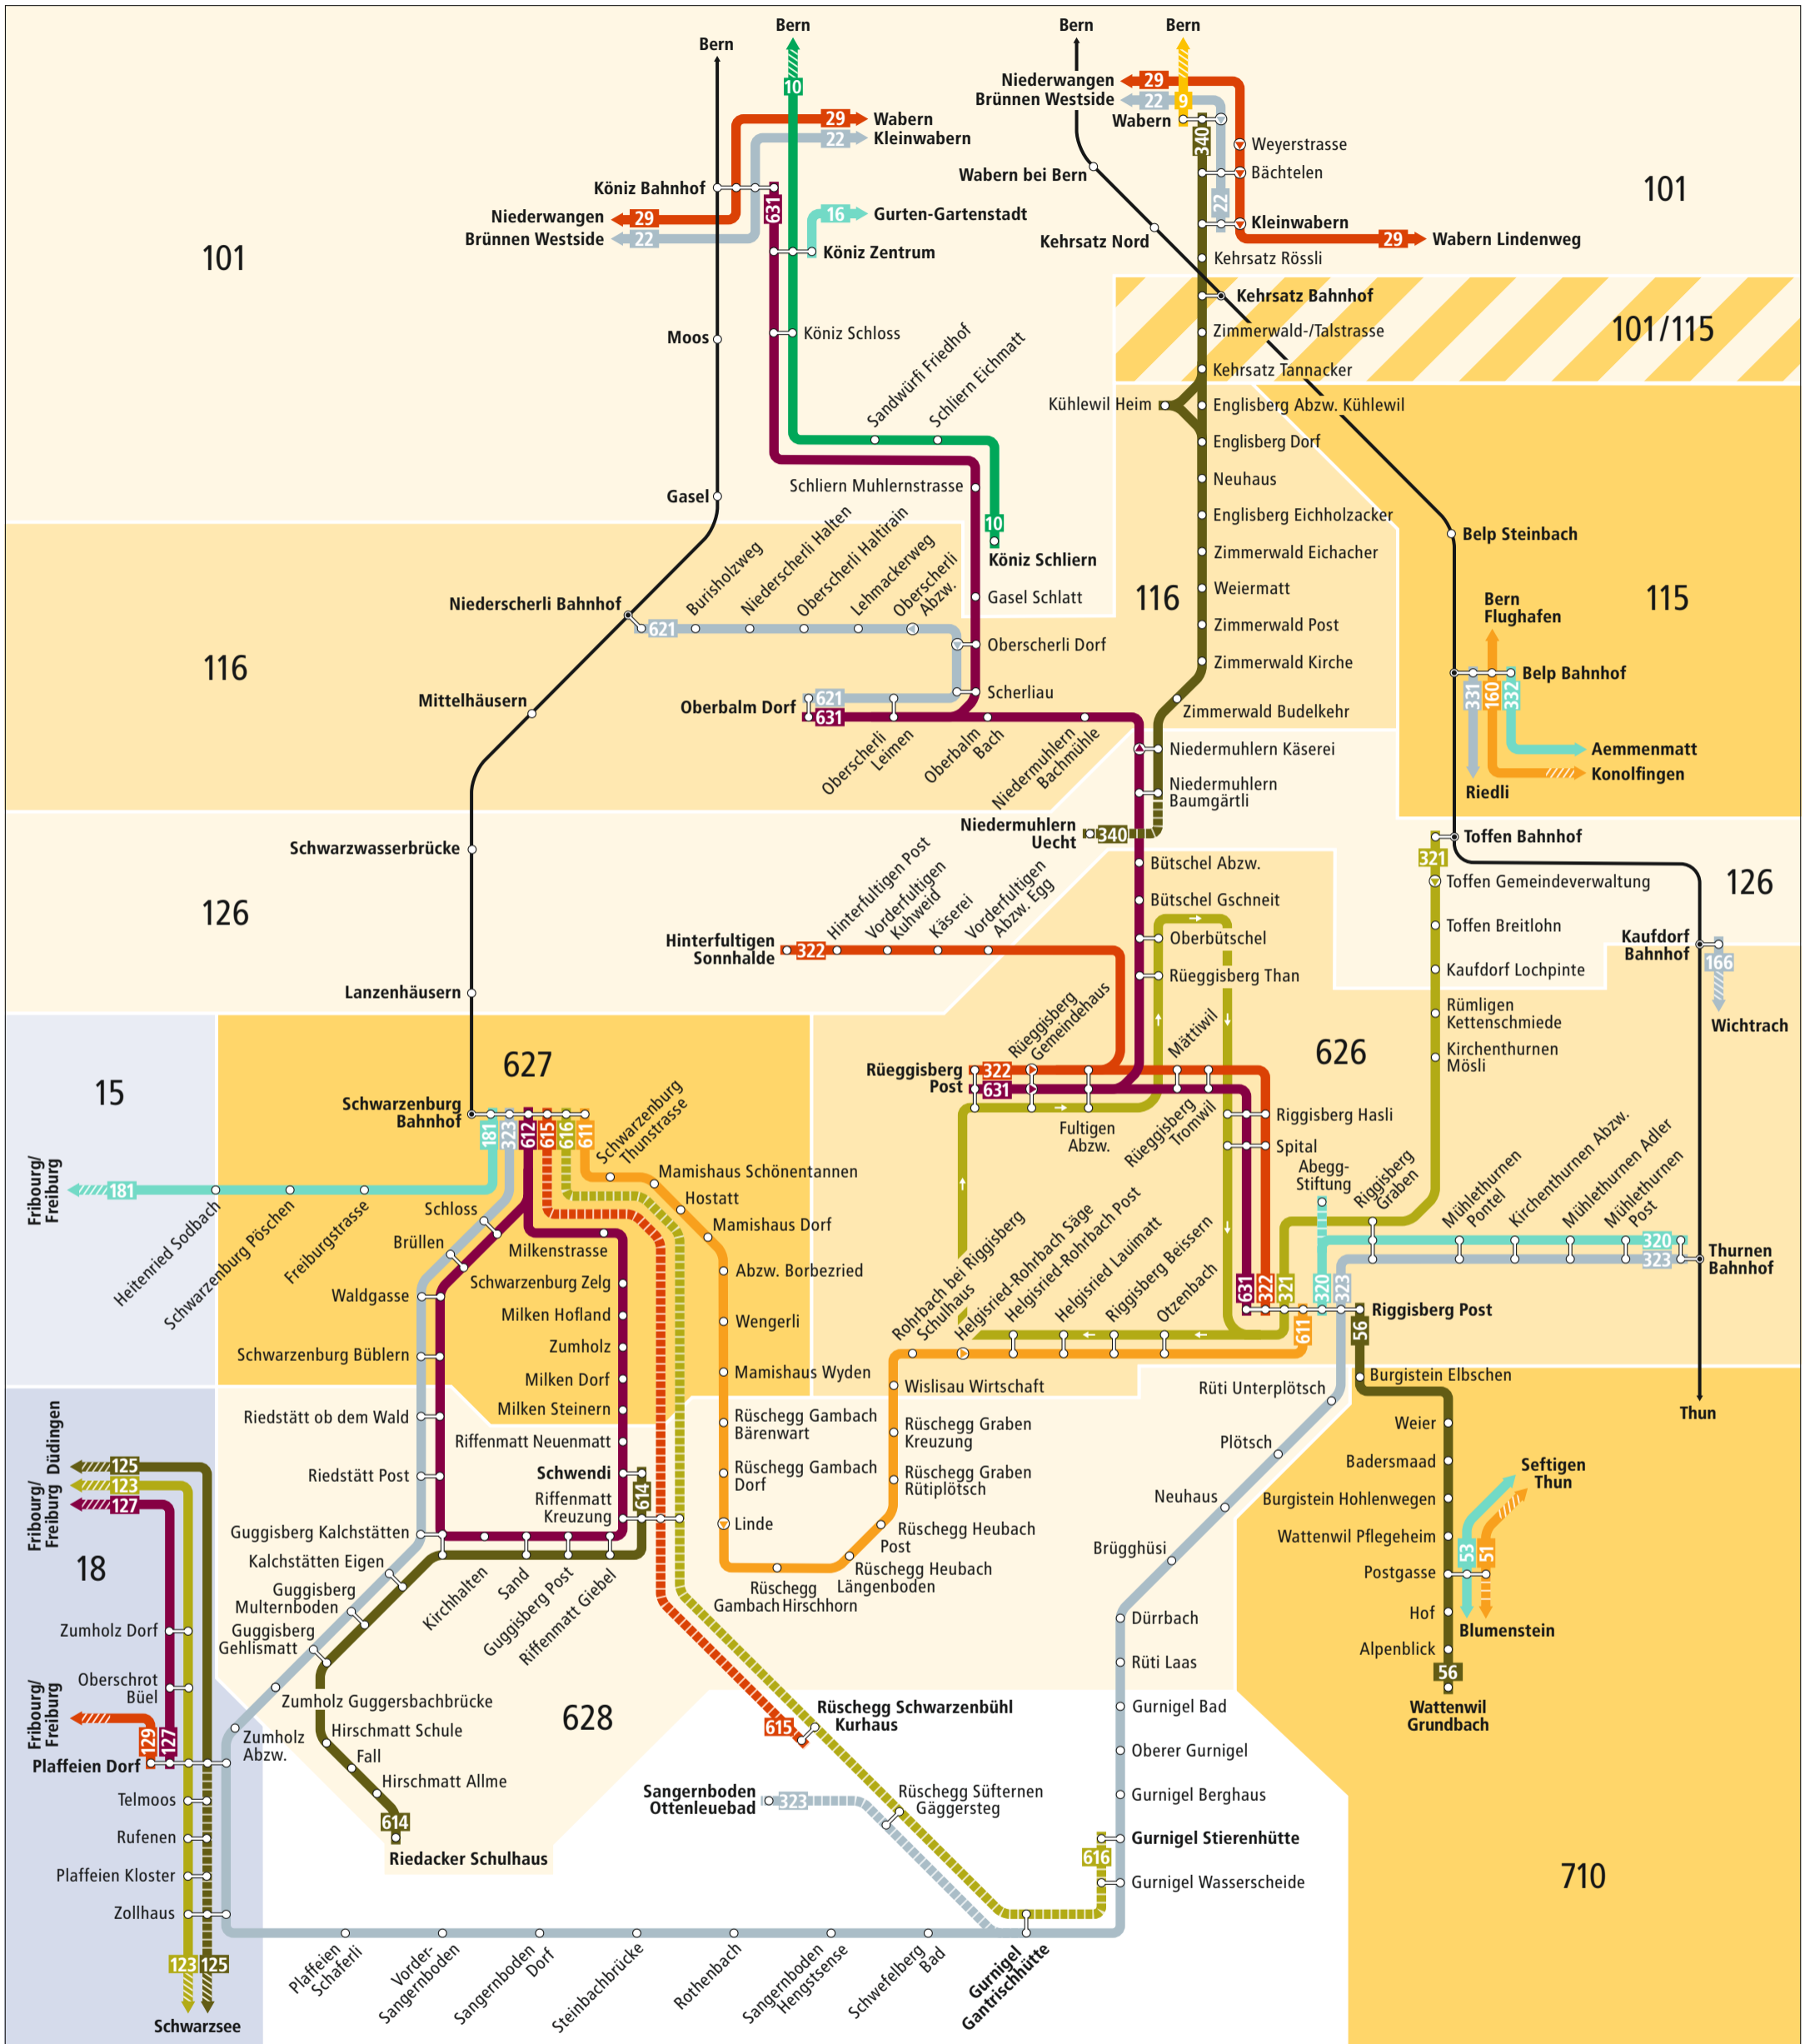 Bern
Bern
Bern
Bern
10
Niederwangen
29
Brünnen Westside
22
9
29
Wabern
22
Kleinwabern
Wabern
340
Weyerstrasse
Bächtelen
Wabern bei Bern
Köniz Bahnhof
631
22
101
Niederwangen
29
16
Gurten-Gartenstadt
Brünnen Westside
22
Kleinwabern
29
Wabern Lindenweg
Kehrsatz Nord
Köniz Zentrum
Kehrsatz Rössli
101
Kehrsatz Bahnhof
Moos
Köniz Schloss
Sandwürfi Friedhof
Schliern Eichmatt
Zimmerwald-/Talstrasse
101/115
Kehrsatz Tannacker
Kühlewil Heim
Englisberg Abzw. Kühlewil
Englisberg Dorf
Schliern Muhlernstrasse
Neuhaus
Gasel
10
Englisberg Eichholzacker
Köniz Schliern
Belp Steinbach
Zimmerwald Eichacher
Burisholzweg
Niederscherli Halten
Oberscherli Haltirain
Lehmackerweg
Oberscherli
Abzw.
Gasel Schlatt
116
Weiermatt
115
Niederscherli Bahnhof
621
Zimmerwald Post
Bern
Flughafen
Oberscherli Dorf
Zimmerwald Kirche
116
Belp Bahnhof
331
160
332
Scherliau
Mittelhäusern
Oberbalm Dorf
621
631
Zimmerwald Budelkehr
Oberscherli
Leimen
Oberbalm
Bach
Niedermuhlern
Bachmühle
Niedermuhlern Käserei
Aemmenmatt
Konolfingen
Riedli
Niedermuhlern
Baumgärtli
Niedermuhlern
Uecht
340
Toffen Bahnhof
321
Schwarzwasserbrücke
Bütschel Abzw.
Toffen Gemeindeverwaltung
126
126
Bütschel Gschneit
Toffen Breitlohn
Hinterfultigen Post
Vorderfultigen
Kuhweid
Käserei
Vorderfultigen
Abzw. Egg
Hinterfultigen
Sonnhalde
322
Oberbütschel
Kaufdorf
Bahnhof
166
Rüeggisberg Than
Kaufdorf Lochpinte
Lanzenhäusern
Rümligen
Kettenschmiede
Wichtrach
Rüeggisberg
Gemeindehaus
Mättiwil
626
Kirchenthurnen
Mösli
15
627
Rüeggisberg
Post
322
631
Schwarzenburg
Bahnhof
181
323
612
615
616
611
Schwarzenburg
Thunstrasse
Fultigen
Abzw.
Rüeggisberg
Tromwil
Riggisberg Hasli
Spital
Abegg-
Stiftung
Riggisberg
Graben
Mühlethurnen
Pontel
Kirchenthurnen Abzw.
Mühlethurnen Adler
Mühlethurnen
Post
Fribourg/
Freiburg
181
Heitenried Sodbach
Schwarzenburg Pöschen
Freiburgstrasse
Mamishaus Schönentannen
Hostatt
Mamishaus Dorf
Schloss
Brüllen
Milkenstrasse
320
323
Thurnen
Bahnhof
Abzw. Borbezried
Schwarzenburg Zelg
Waldgasse
Milken Hofland
Wengerli
Rohrbach bei Riggisberg
Schulhaus
Helgisried-Rohrbach Säge
Helgisried-Rohrbach Post
Helgisried Lauimatt
Riggisberg Beissern
Otzenbach
631
322
321
320
323
611
Riggisberg Post
56
Zumholz
Schwarzenburg Büblern
Mamishaus Wyden
Milken Dorf
Wislisau Wirtschaft
Rüti Unterplötsch
Burgistein Elbschen
Milken Steinern
Riedstätt ob dem Wald
Rüschegg Gambach
Bärenwart
Rüschegg Graben
Kreuzung
Thun
Weier
Riffenmatt Neuenmatt
Plötsch
Badersmaad
Fribourg/
Freiburg
Düdingen
125
123
127
Riedstätt Post
Schwendi
614
Rüschegg Gambach
Dorf
Rüschegg Graben
Rütiplötsch
Neuhaus
Burgistein Hohlenwegen
Seftigen
Thun
Riffenmatt
Kreuzung
Guggisberg Kalchstätten
Linde
Rüschegg Heubach
Post
Wattenwil Pflegeheim
53
51
18
Kalchstätten Eigen
Brügghüsi
Rüschegg Heubach
Längenboden
Postgasse
Guggisberg
Multernboden
Kirchhalten
Sand
Guggisberg Post
Riffenmatt Giebel
Rüschegg
Gambach Hirschhorn
Hof
Zumholz Dorf
Guggisberg
Gehlismatt
Dürrbach
Blumenstein
Alpenblick
Rüti Laas
Oberschrot
Büel
56
Wattenwil
Grundbach
Zumholz Guggersbachbrücke
Gurnigel Bad
Fribourg/
Freiburg
129
127
628
Rüschegg Schwarzenbühl
Kurhaus
615
Hirschmatt Schule
Zumholz
Abzw.
Fall
Oberer Gurnigel
Plaffeien Dorf
Hirschmatt Allme
Sangernboden
Ottenleuebad
323
Rüschegg Süfternen
Gäggersteg
Gurnigel Berghaus
Telmoos
614
Rufenen
Gurnigel Stierenhütte
Riedacker Schulhaus
616
Plaffeien Kloster
Gurnigel Wasserscheide
710
Zollhaus
Plaffeien
Schaferli
Vorder-
Sangernboden
Sangernboden
Dorf
Steinbachbrücke
Rothenbach
Sangernboden
Hengstsense
Schwefelberg
Bad
Gurnigel
Gantrischhütte
123
125
Schwarzsee